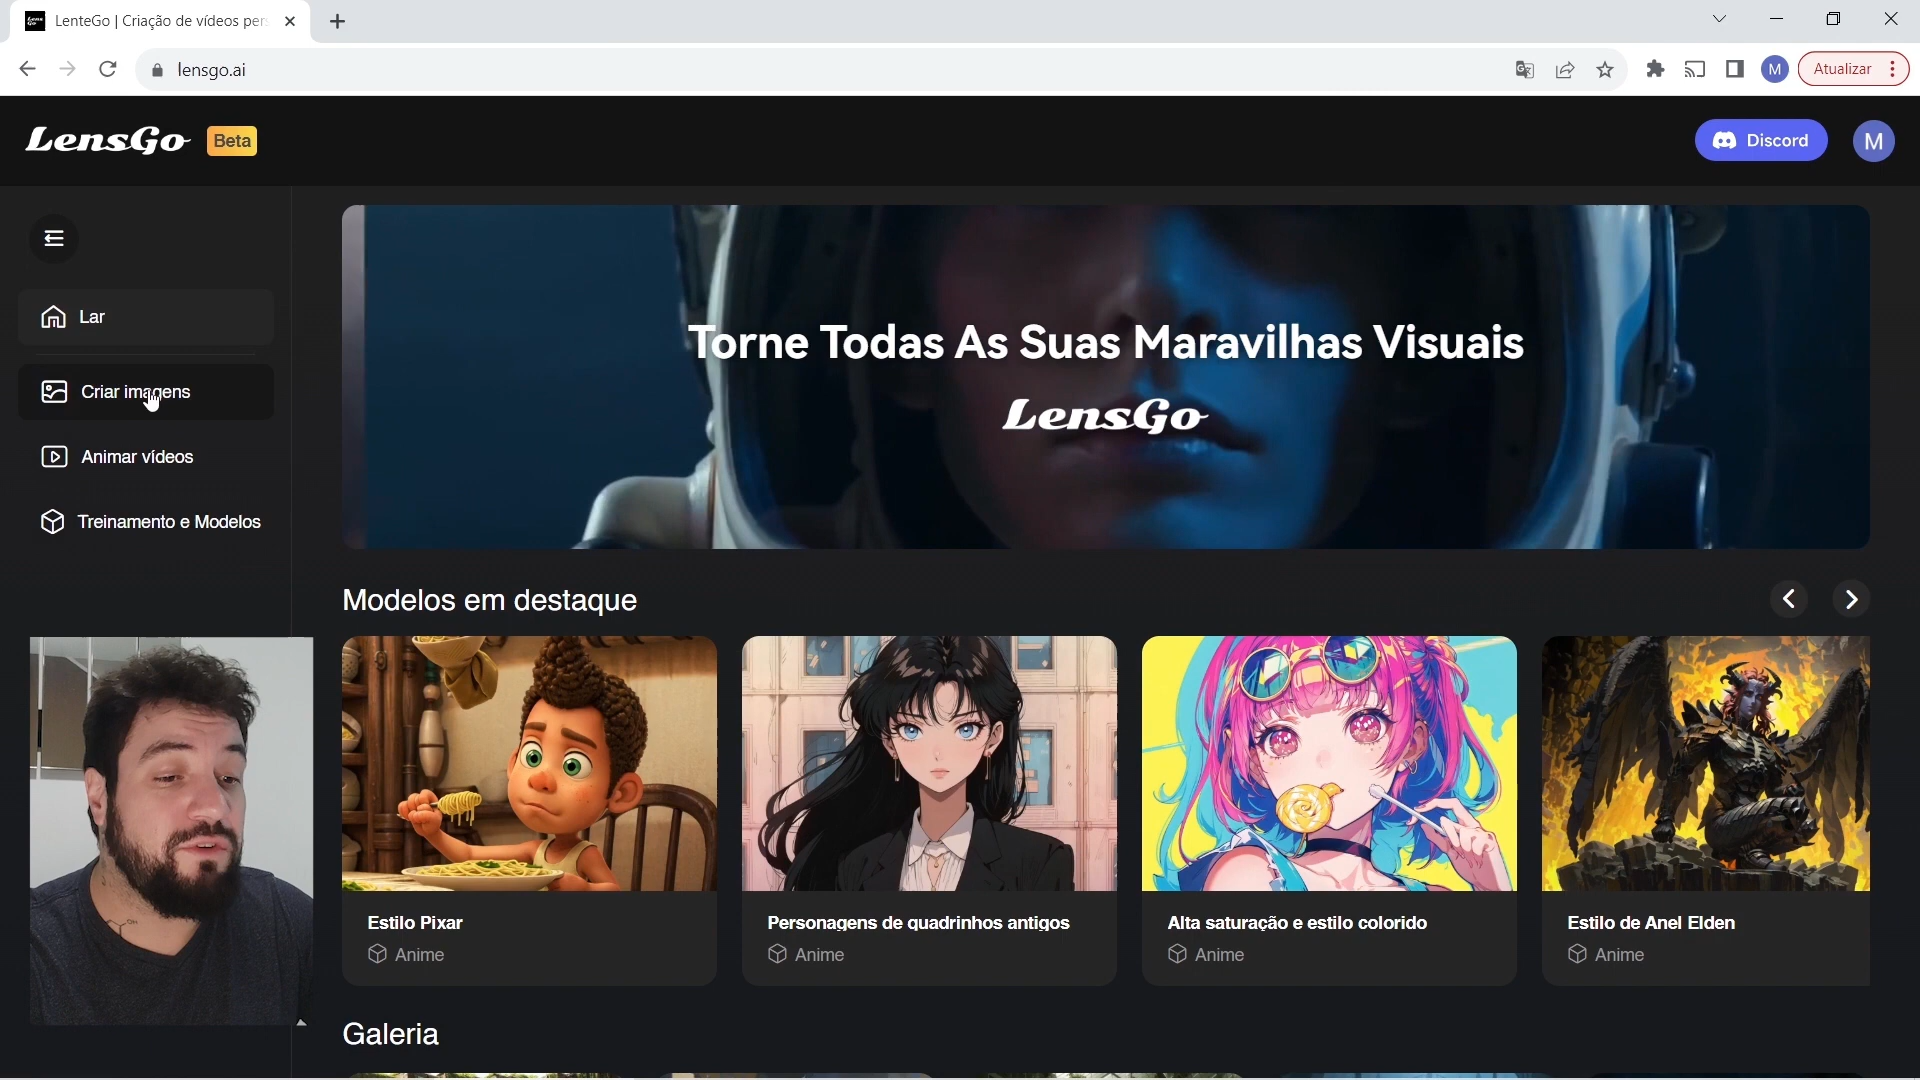 LenteGo | Criação de vídeos per
lensgo.ai
M
Atualizar
LensGo
Beta
Discord
M
Lar
Criar imagens
Animar vídeos
Treinamento e Modelos
Torne Todas As Suas Maravilhas Visuais
LensGo
Modelos em destaque
Estilo Pixar
Anime
Personagens de quadrinhos antigos
Anime
Alta saturação e estilo colorido
Anime
Estilo de Anel Elden
Anime
Galeria